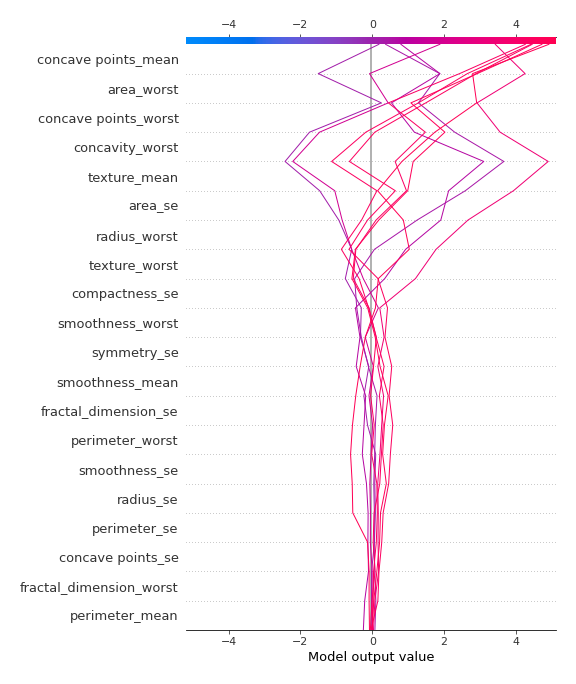 −4 −2 0 2 4
concave points_mean
area_worst
concave points_worst
concavity_worst
texture_mean
area_se
radius_worst
texture_worst
compactness_se
smoothness_worst
symmetry_se
smoothness_mean
fractal_dimension_se
perimeter_worst
smoothness_se
radius_se
perimeter_se
concave points_se
fractal_dimension_worst
perimeter_mean
−4 −2 0 2 4
Model output value